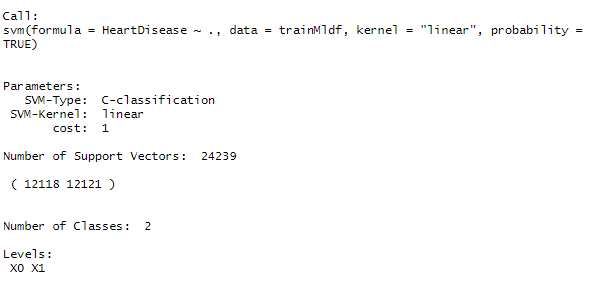 Call:
svm(formula = HeartDisease ~ ., data = trainMldf, kernel = "linear", probability =
TRUE)
Parameters:
SVM-Type: C-classification
SVM-Kernel: linear
cost: 1
Number of Support Vectors: 24239
( 12118 12121 )
Number of Classes: 2
Levels:
X0 X1